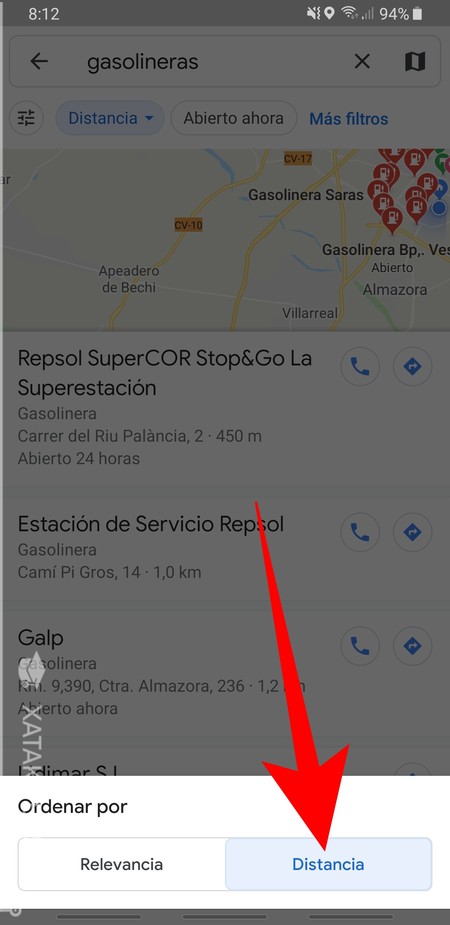 8:12
94%
gasolineras
Distancia
Abierto ahora
Más filtros
CV-17
Gasolinera Saras
CV-10
Gasolinera Bp,. Ves
Abierto
Apeadero
de Bechi
Almazora
Villarreal
Repsol SuperCOR Stop&Go La
Superestación
Gasolinera
Carrer del Riu Palància, 2 · 450 m
Abierto 24 horas
Estación de Servicio Repsol
Gasolinera
Camí Pi Gros, 14 · 1,0 km
Galp
Gasolinera
Km. 9,390, Ctra. Almazora, 236 · 1,2 km
Abierto ahora
XATAK
Ordenar por
Relevancia
Distancia